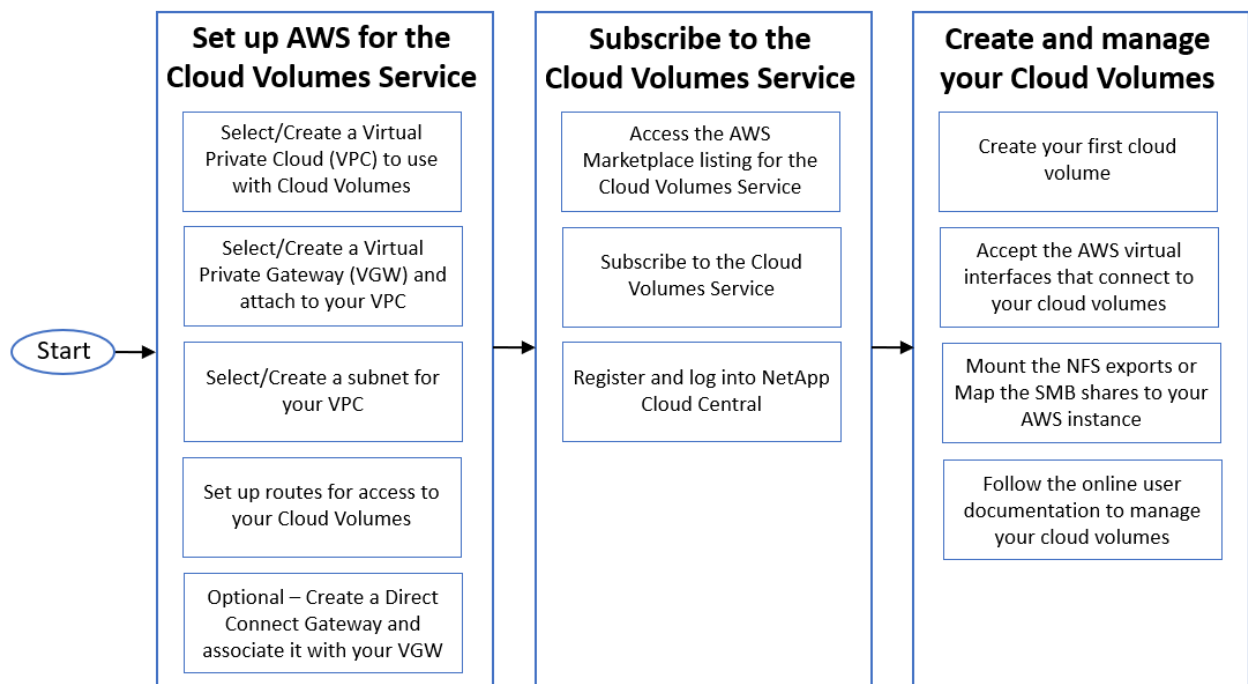 Start
Set up AWS for the
Cloud Volumes Service
Select/Create a Virtual
Private Cloud (VPC) to use
with Cloud Volumes
Select/Create a Virtual
Private Gateway (VGW) and
attach to your VPC
Select/Create a subnet for
your VPC
Set up routes for access to
your Cloud Volumes
Optional – Create a Direct
Connect Gateway and
associate it with your VGW
Subscribe to the
Cloud Volumes Service
Access the AWS
Marketplace listing for the
Cloud Volumes Service
Subscribe to the Cloud
Volumes Service
Register and log into NetApp
Cloud Central
Create and manage
your Cloud Volumes
Create your first cloud
volume
Accept the AWS virtual
interfaces that connect to
your cloud volumes
Mount the NFS exports or
Map the SMB shares to your
AWS instance
Follow the online user
documentation to manage
your cloud volumes